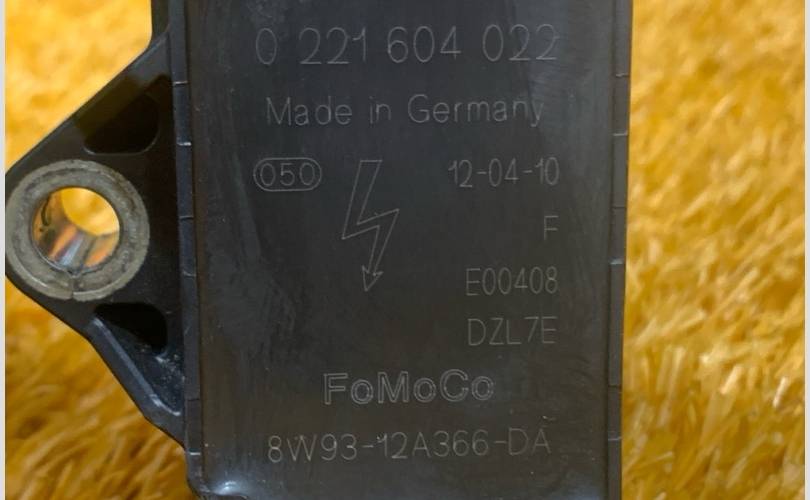 0 221 604 022
Made in Germany
050 12-04-10
F
E00408
DZL7E
FoMoCo
8W93-12A366-DA